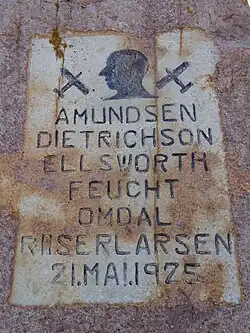 AMUNDSEN
DIETRICHSON
ELLSWORTH
FEUCHT
OMDAL
RIISERLARSEN
21.MAI.1925